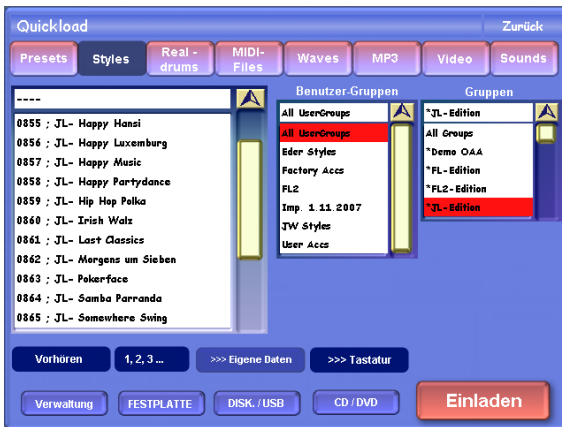 Quickload
Zurück
Presets
Styles
Real -
drums
MIDI-
Files
Waves
MP3
Video
Sounds
----
0855 ; JL- Happy Hansi
0856 ; JL- Happy Luxemburg
0857 ; JL- Happy Music
0858 ; JL- Happy Partydance
0859 ; JL- Hip Hop Polka
0860 ; JL- Irish Walz
0861 ; JL- Last Classics
0862 ; JL- Morgens um Sieben
0863 ; JL- Pokerface
0864 ; JL- Samba Parranda
0865 ; JL- Somewhere Swing
Benutzer-Gruppen
All UserGroups
All UserGroups
Eder Styles
Factory Accs
FL2
Imp. 1.11.2007
JW Styles
User Accs
Gruppen
*JL-Edition
All Groups
*Demo OAA
*FL-Edition
*FL2-Edition
*JL-Edition
Vorhören
1, 2, 3 ...
>>> Eigene Daten
>>> Tastatur
Verwaltung
FESTPLATTE
DISK. / USB
CD / DVD
Einladen